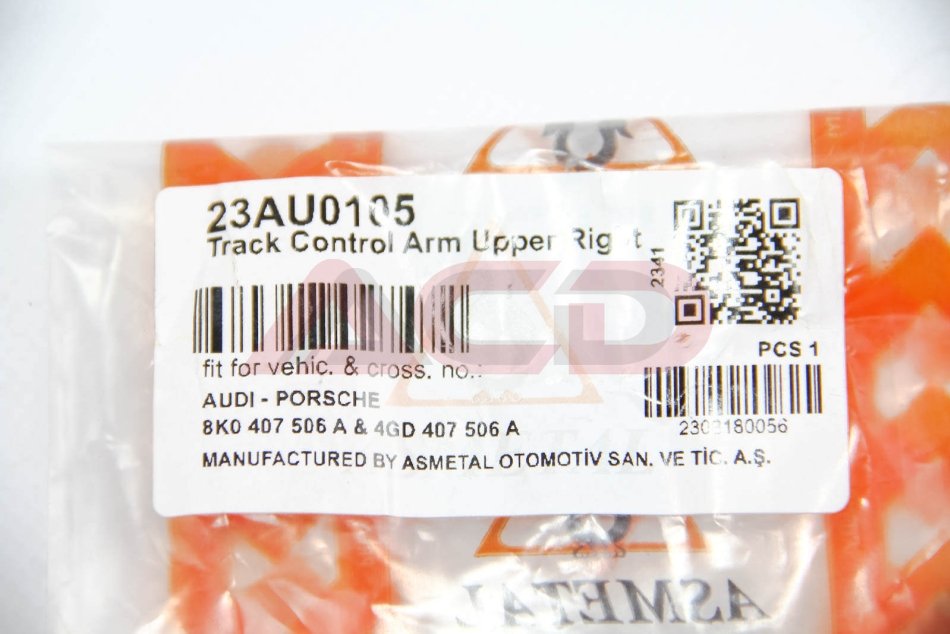 23AU0105
Track Control Arm Upper Right
2341
ACD
PCS 1
fit for vehic. & cross. no.:
AUDI - PORSCHE
8K0 407 506 A & 4GD 407 506 A
2302180056
MANUFACTURED BY ASMETAL OTOMOTİV SAN. VE TİC. A.Ş.
ASMETAL